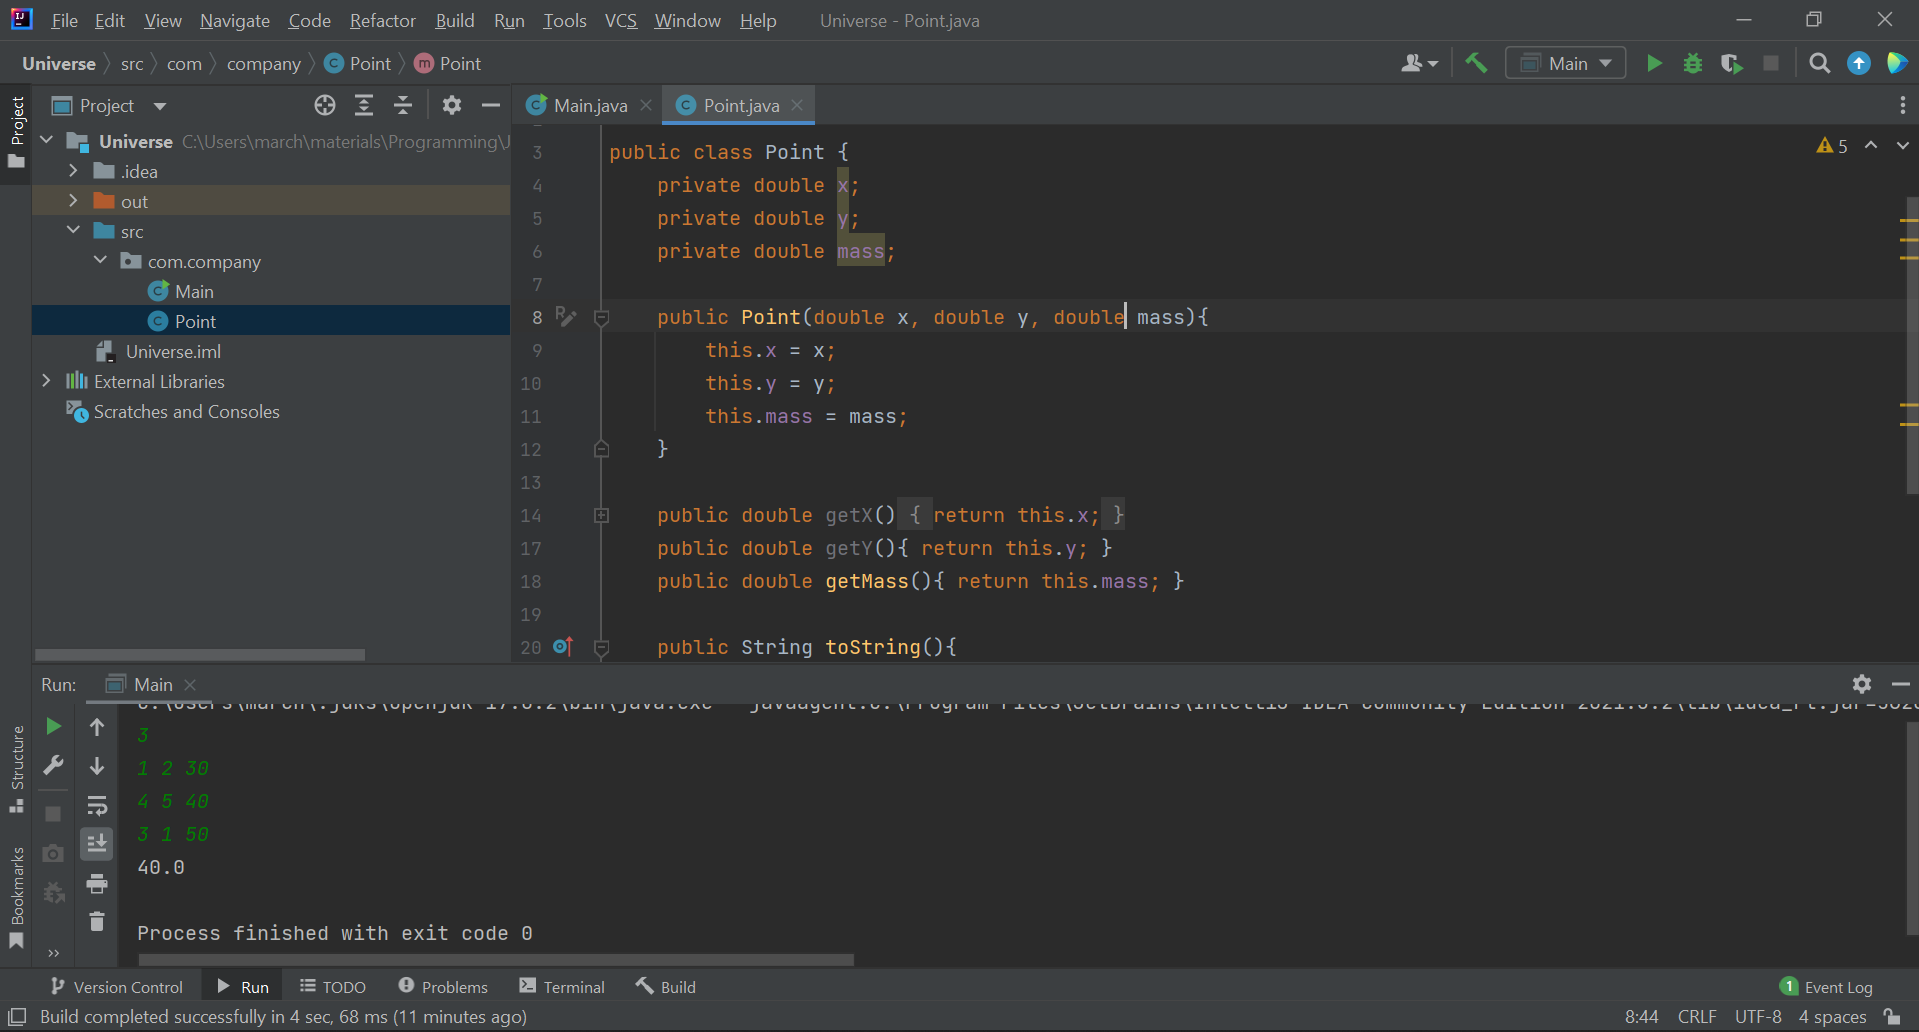 File Edit View Navigate Code Refactor Build Run Tools VCS Window Help Universe - Point.java
Universe src com company Point Point
Main
Project
Main.java Point.java
Project
Universe C:\Users\march\materials\Programming\J
.idea
out
src
com.company
Main
Point
Universe.iml
External Libraries
Scratches and Consoles
5
3 public class Point {
4 private double x;
5 private double y;
6 private double mass;
7
8 public Point(double x, double y, double mass){
9 this.x = x;
10 this.y = y;
11 this.mass = mass;
12 }
13
14 public double getX() { return this.x; }
17 public double getY(){ return this.y; }
18 public double getMass(){ return this.mass; }
19
20 public String toString(){
Run: Main
3
1 2 30
4 5 40
3 1 50
40.0
Process finished with exit code 0
Structure
Bookmarks
Version Control Run TODO Problems Terminal Build
1 Event Log
Build completed successfully in 4 sec, 68 ms (11 minutes ago)
8:44 CRLF UTF-8 4 spaces